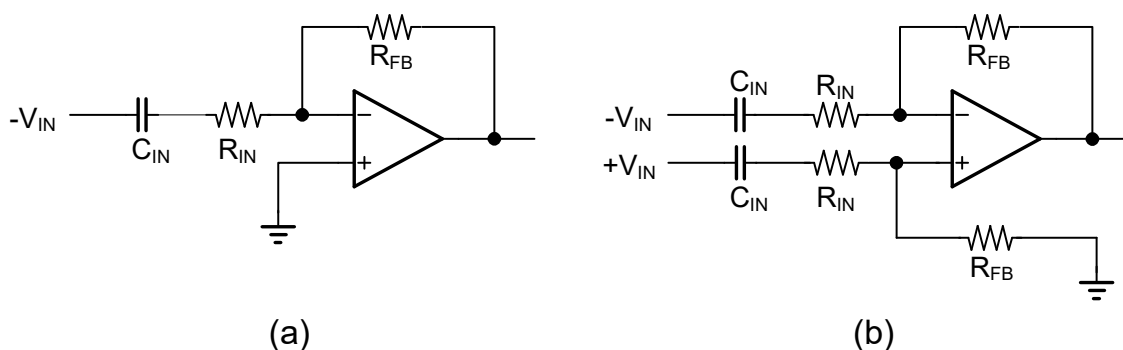 R_FB
-V_IN
C_IN
R_IN
−
+
(a)
R_FB
C_IN
R_IN
-V_IN
−
+V_IN
+
C_IN
R_IN
R_FB
(b)